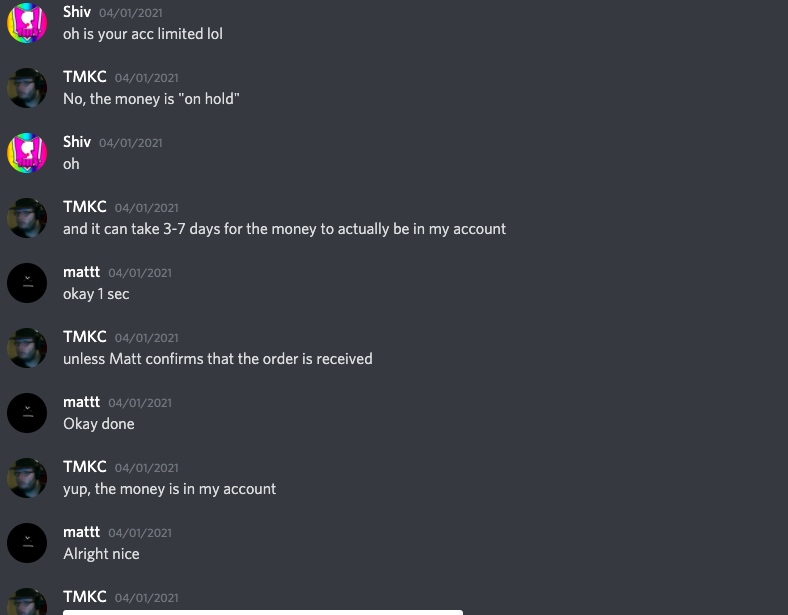 Shiv 04/01/2021
oh is your acc limited lol
TMKC 04/01/2021
No, the money is "on hold"
Shiv 04/01/2021
oh
TMKC 04/01/2021
and it can take 3-7 days for the money to actually be in my account
mattt 04/01/2021
okay 1 sec
TMKC 04/01/2021
unless Matt confirms that the order is received
mattt 04/01/2021
Okay done
TMKC 04/01/2021
yup, the money is in my account
mattt 04/01/2021
Alright nice
TMKC 04/01/2021